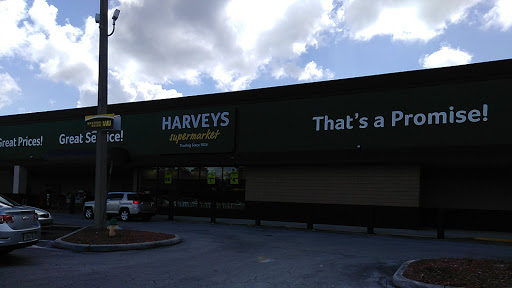 Great Prices! Great Service! HARVEYS That's a Promise!
supermarket